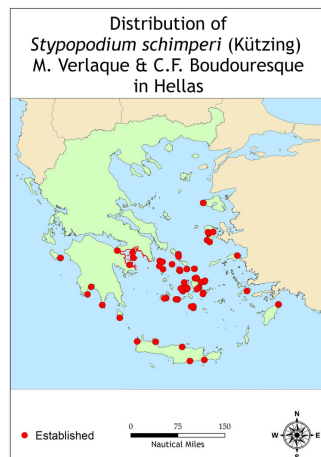 Distribution of
Stypopodium schimperi (Kützing)
M. Verlaque & C.F. Boudouresque
in Hellas
Established
0 75 150
Nautical Miles
N
W E
S